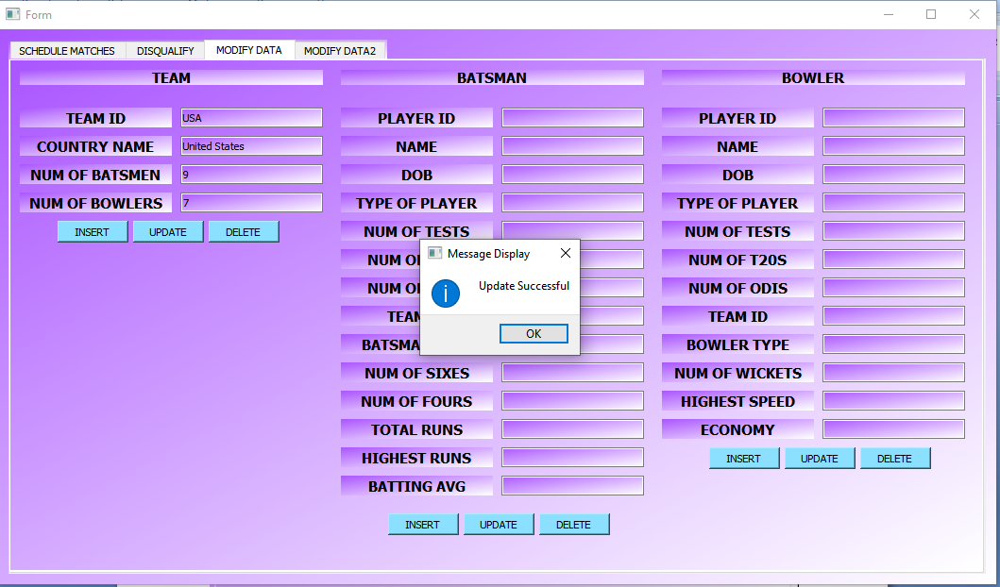 Form
SCHEDULE MATCHES DISQUALIFY MODIFY DATA MODIFY DATA2
TEAM
TEAM ID USA
COUNTRY NAME United States
NUM OF BATSMEN 9
NUM OF BOWLERS 7
INSERT UPDATE DELETE
BATSMAN
PLAYER ID
NAME
DOB
TYPE OF PLAYER
NUM OF TESTS
NUM O
NUM O
TEAM
BATSMA
NUM OF SIXES
NUM OF FOURS
TOTAL RUNS
HIGHEST RUNS
BATTING AVG
INSERT UPDATE DELETE
BOWLER
PLAYER ID
NAME
DOB
TYPE OF PLAYER
NUM OF TESTS
NUM OF T20S
NUM OF ODIS
TEAM ID
BOWLER TYPE
NUM OF WICKETS
HIGHEST SPEED
ECONOMY
INSERT UPDATE DELETE
Message Display
Update Successful
OK